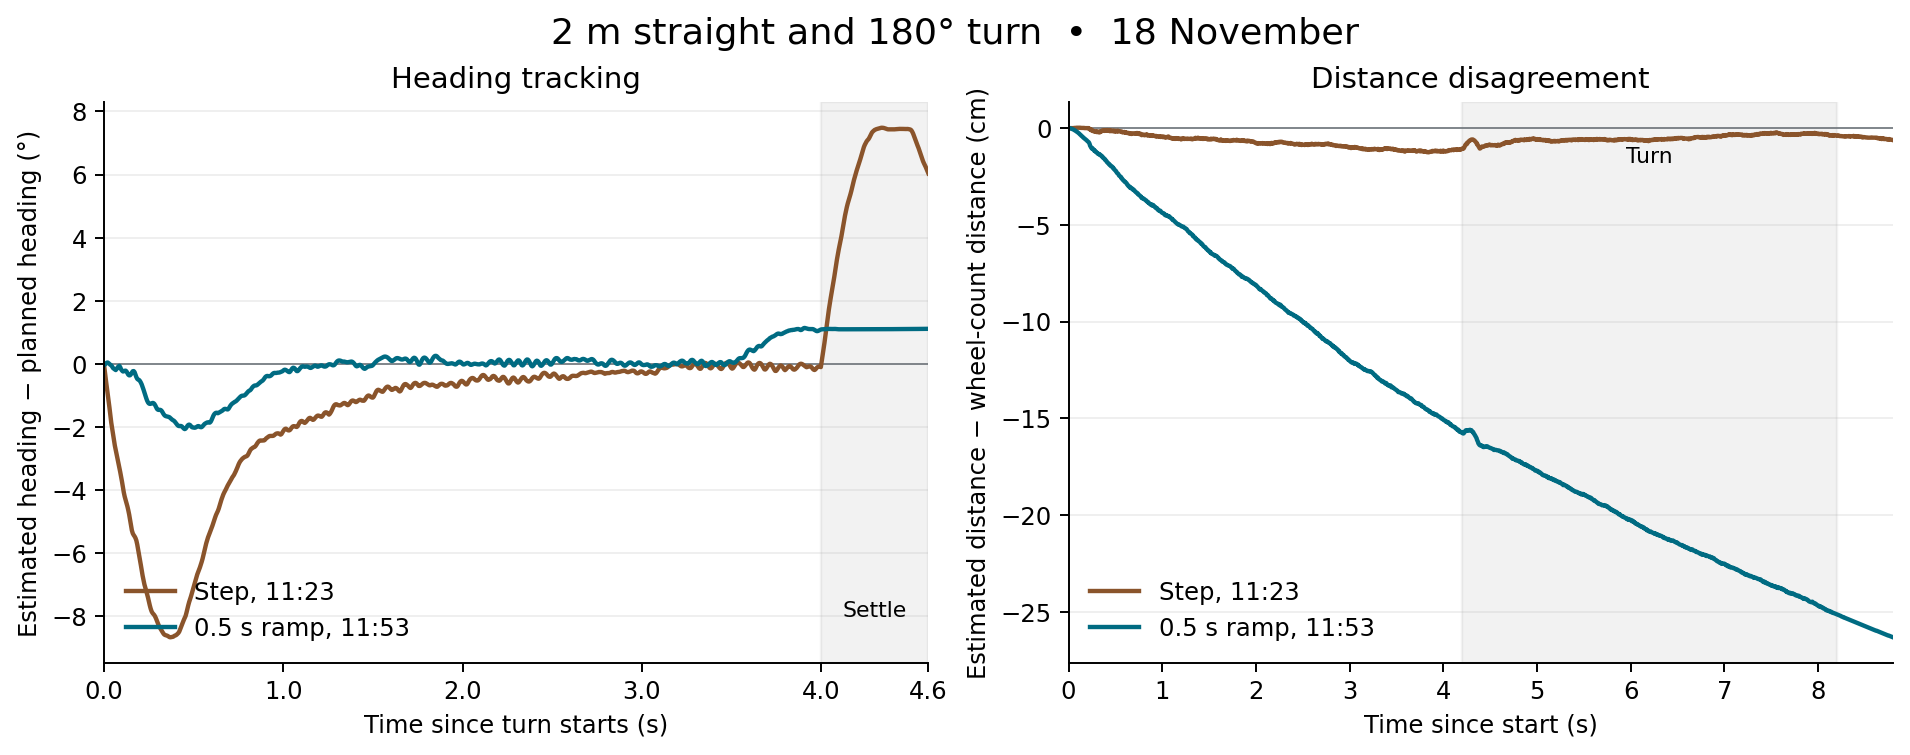 2 m straight and 180° turn • 18 November
Heading tracking
Estimated heading − planned heading (°)
8
6
4
2
0
−2
−4
−6
−8
Step, 11:23
0.5 s ramp, 11:53
Settle
0.0
1.0
2.0
3.0
4.0
4.6
Time since turn starts (s)
Distance disagreement
Estimated distance − wheel-count distance (cm)
0
−5
−10
−15
−20
−25
Turn
Step, 11:23
0.5 s ramp, 11:53
0
1
2
3
4
5
6
7
8
Time since start (s)